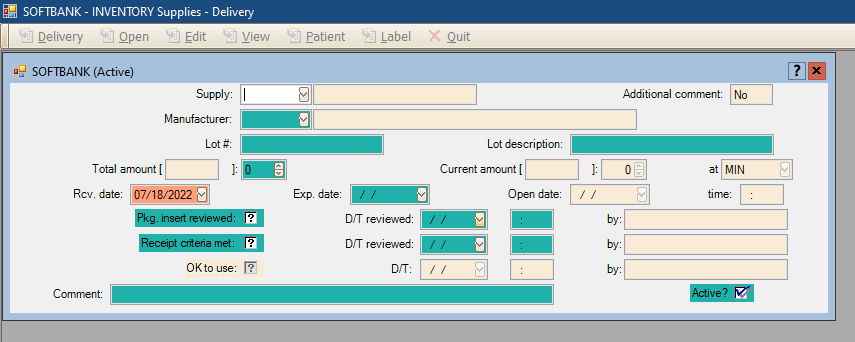 SOFTBANK - INVENTORY Supplies - Delivery
Delivery Open Edit View Patient Label Quit
SOFTBANK (Active) ?
Supply: Additional comment: No
Manufacturer:
Lot #: Lot description:
Total amount [ ]: 0 Current amount [ ]: 0 at MIN
Rcv. date: 07/18/2022 Exp. date: / / Open date: / / time: :
Pkg. insert reviewed: ? D/T reviewed: / / : by:
Receipt criteria met: ? D/T reviewed: / / : by:
OK to use: ? D/T: / / : by:
Comment: Active?